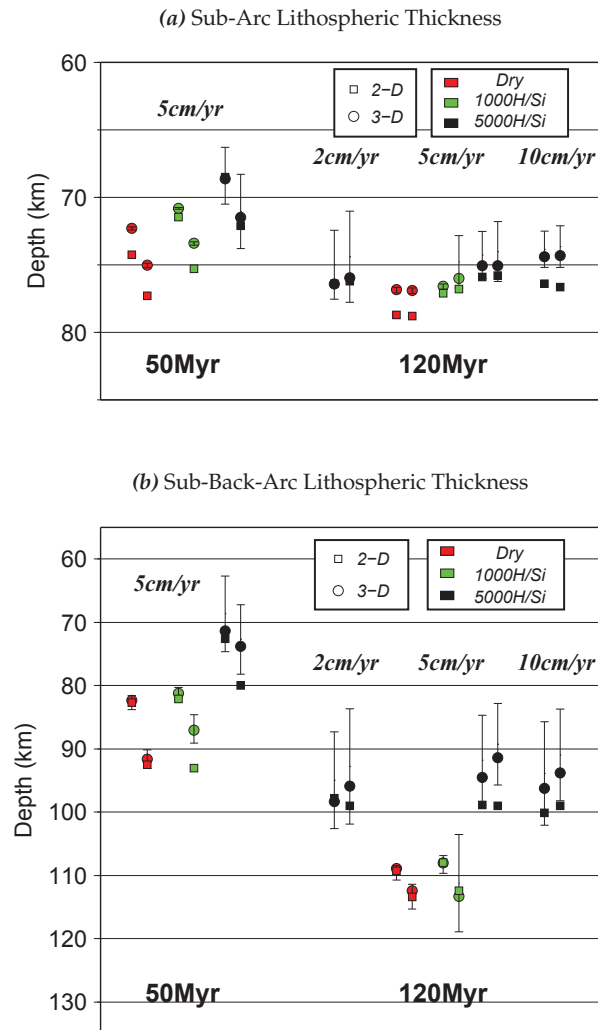 (a) Sub-Arc Lithospheric Thickness
60
70
80
Depth (km)
5cm/yr
2−D
3−D
Dry
1000H/Si
5000H/Si
2cm/yr
5cm/yr
10cm/yr
50Myr
120Myr
(b) Sub-Back-Arc Lithospheric Thickness
60
70
80
90
100
110
120
130
Depth (km)
5cm/yr
2−D
3−D
Dry
1000H/Si
5000H/Si
2cm/yr
5cm/yr
10cm/yr
50Myr
120Myr